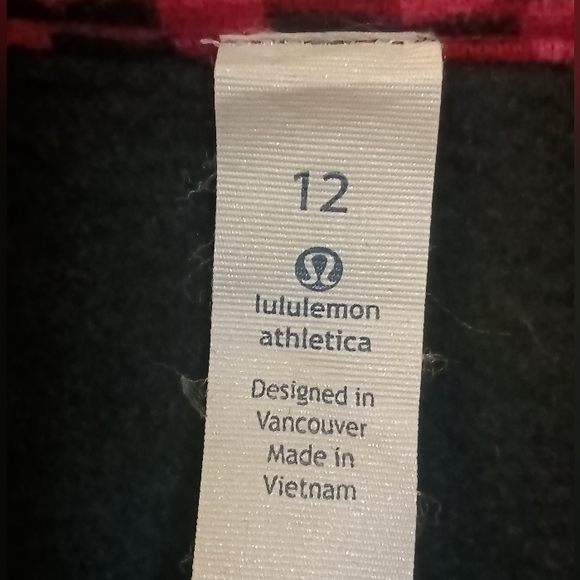 12
lululemon
athletica
Designed in
Vancouver
Made in
Vietnam